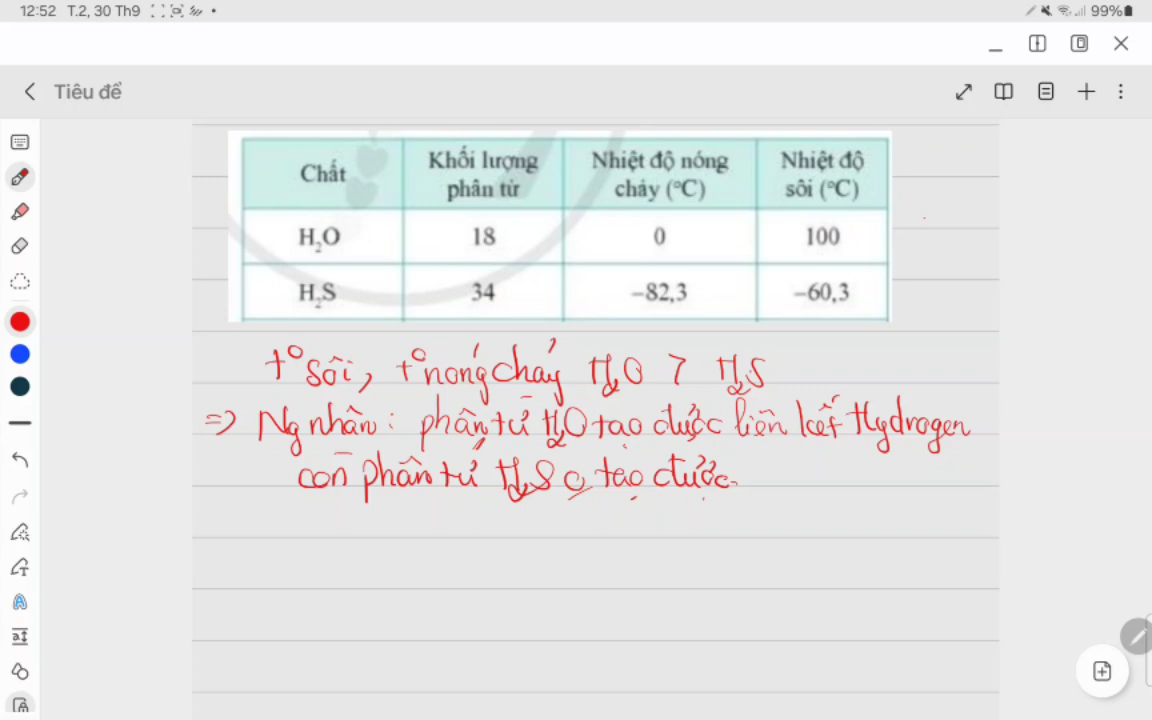 12:52 T.2, 30 Th9
99%
Tiêu đề
Chất Khối lượng phân tử Nhiệt độ nóng chảy (°C) Nhiệt độ sôi (°C)
H₂O 18 0 100
H₂S 34 –82,3 –60,3
t° sôi, t° nóng chảy H₂O > H₂S
=> Ng nhân: phân tử H₂O tạo được liên kết Hydrogen
còn phân tử H₂S o tạo được.